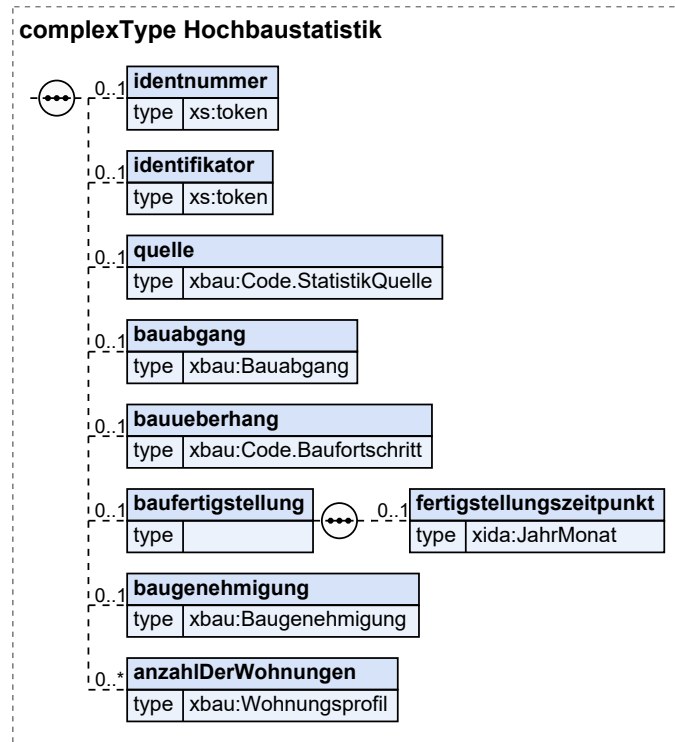 complexType Hochbaustatistik
0..1 identnummer
type xs:token
0..1 identifikator
type xs:token
0..1 quelle
type xbau:Code.StatistikQuelle
0..1 bauabgang
type xbau:Bauabgang
0..1 bauueberhang
type xbau:Code.Baufortschritt
0..1 baufertigstellung 0..1 fertigstellungszeitpunkt
type type xida:JahrMonat
0..1 baugenehmigung
type xbau:Baugenehmigung
0..* anzahlDerWohnungen
type xbau:Wohnungsprofil